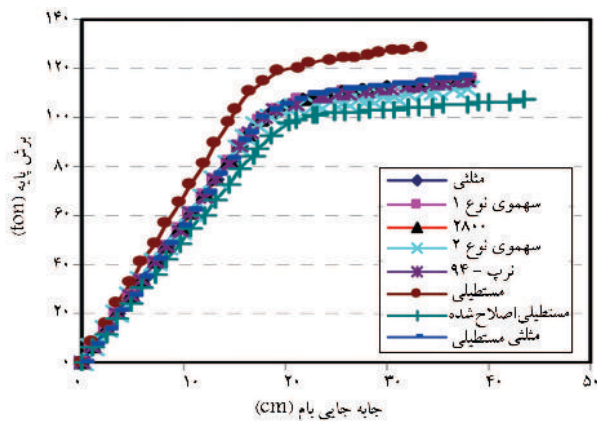 ۱۴۰
۱۲۰
۱۰۰
۸۰
۶۰
۴۰
۲۰
۰
برش پایه (ton)
مثلثی
سهموی نوع ۱
۲۸۰۰
سهموی نوع ۲
نرپ - ۹۴
مستطیلی
مستطیلی اصلاح شده
مثلثی مستطیلی
۰ ۱۰ ۲۰ ۳۰ ۴۰ ۵۰
جابه جایی بام (cm)